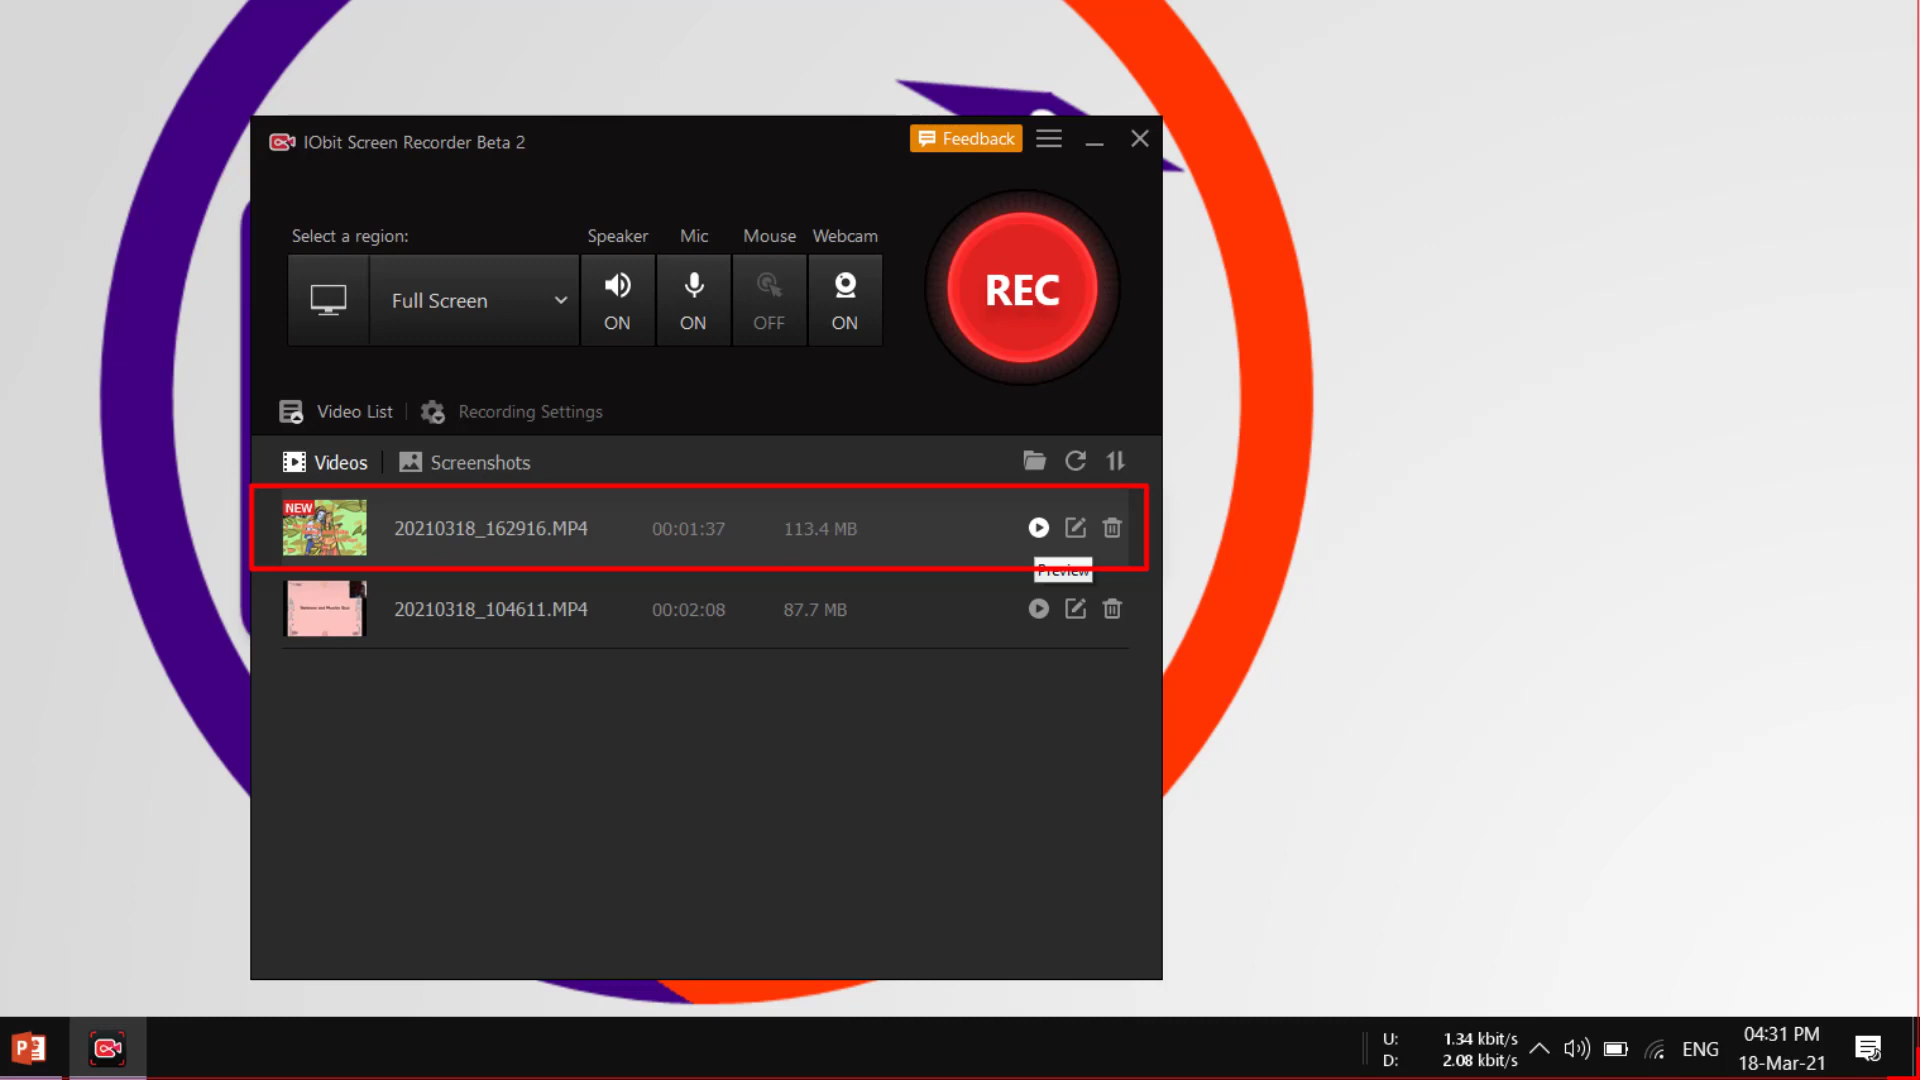 IObit Screen Recorder Beta 2
Feedback
Select a region:
Speaker
Mic
Mouse
Webcam
Full Screen
ON
ON
OFF
ON
REC
Video List
Recording Settings
Videos
Screenshots
NEW
20210318_162916.MP4 00:01:37 113.4 MB
Preview
20210318_104611.MP4 00:02:08 87.7 MB
U: 1.34 kbit/s
D: 2.08 kbit/s
ENG
04:31 PM
18-Mar-21